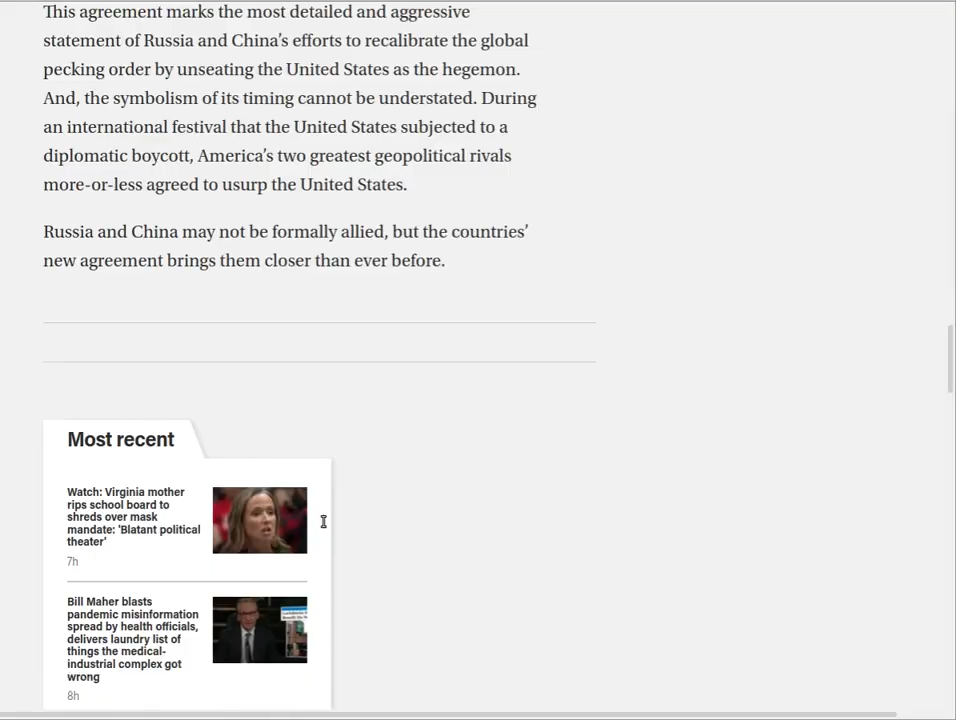 This agreement marks the most detailed and aggressive
statement of Russia and China's efforts to recalibrate the global
pecking order by unseating the United States as the hegemon.
And, the symbolism of its timing cannot be understated. During
an international festival that the United States subjected to a
diplomatic boycott, America's two greatest geopolitical rivals
more-or-less agreed to usurp the United States.
Russia and China may not be formally allied, but the countries'
new agreement brings them closer than ever before.
Most recent
Watch: Virginia mother
rips school board to
shreds over mask
mandate: 'Blatant political
theater'
7h
Bill Maher blasts
pandemic misinformation
spread by health officials,
delivers laundry list of
things the medical-
industrial complex got
wrong
8h